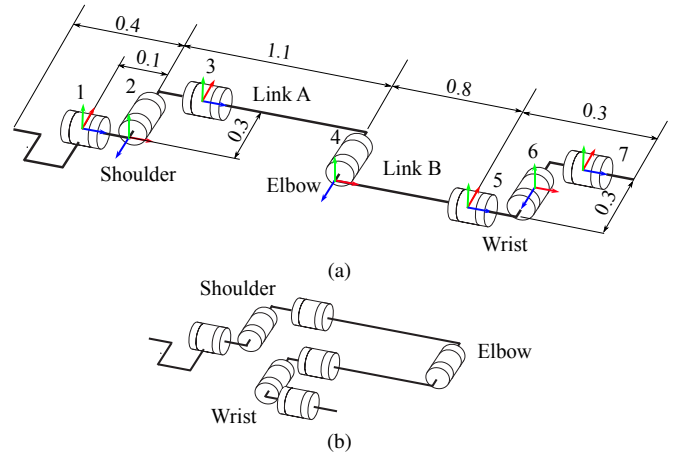 0.4
1.1
0.1
0.8
0.3
1
2
3
Link A
0.3
4
Shoulder
Elbow
Link B
5
6
7
0.3
Wrist
(a)
Shoulder
Elbow
Wrist
(b)